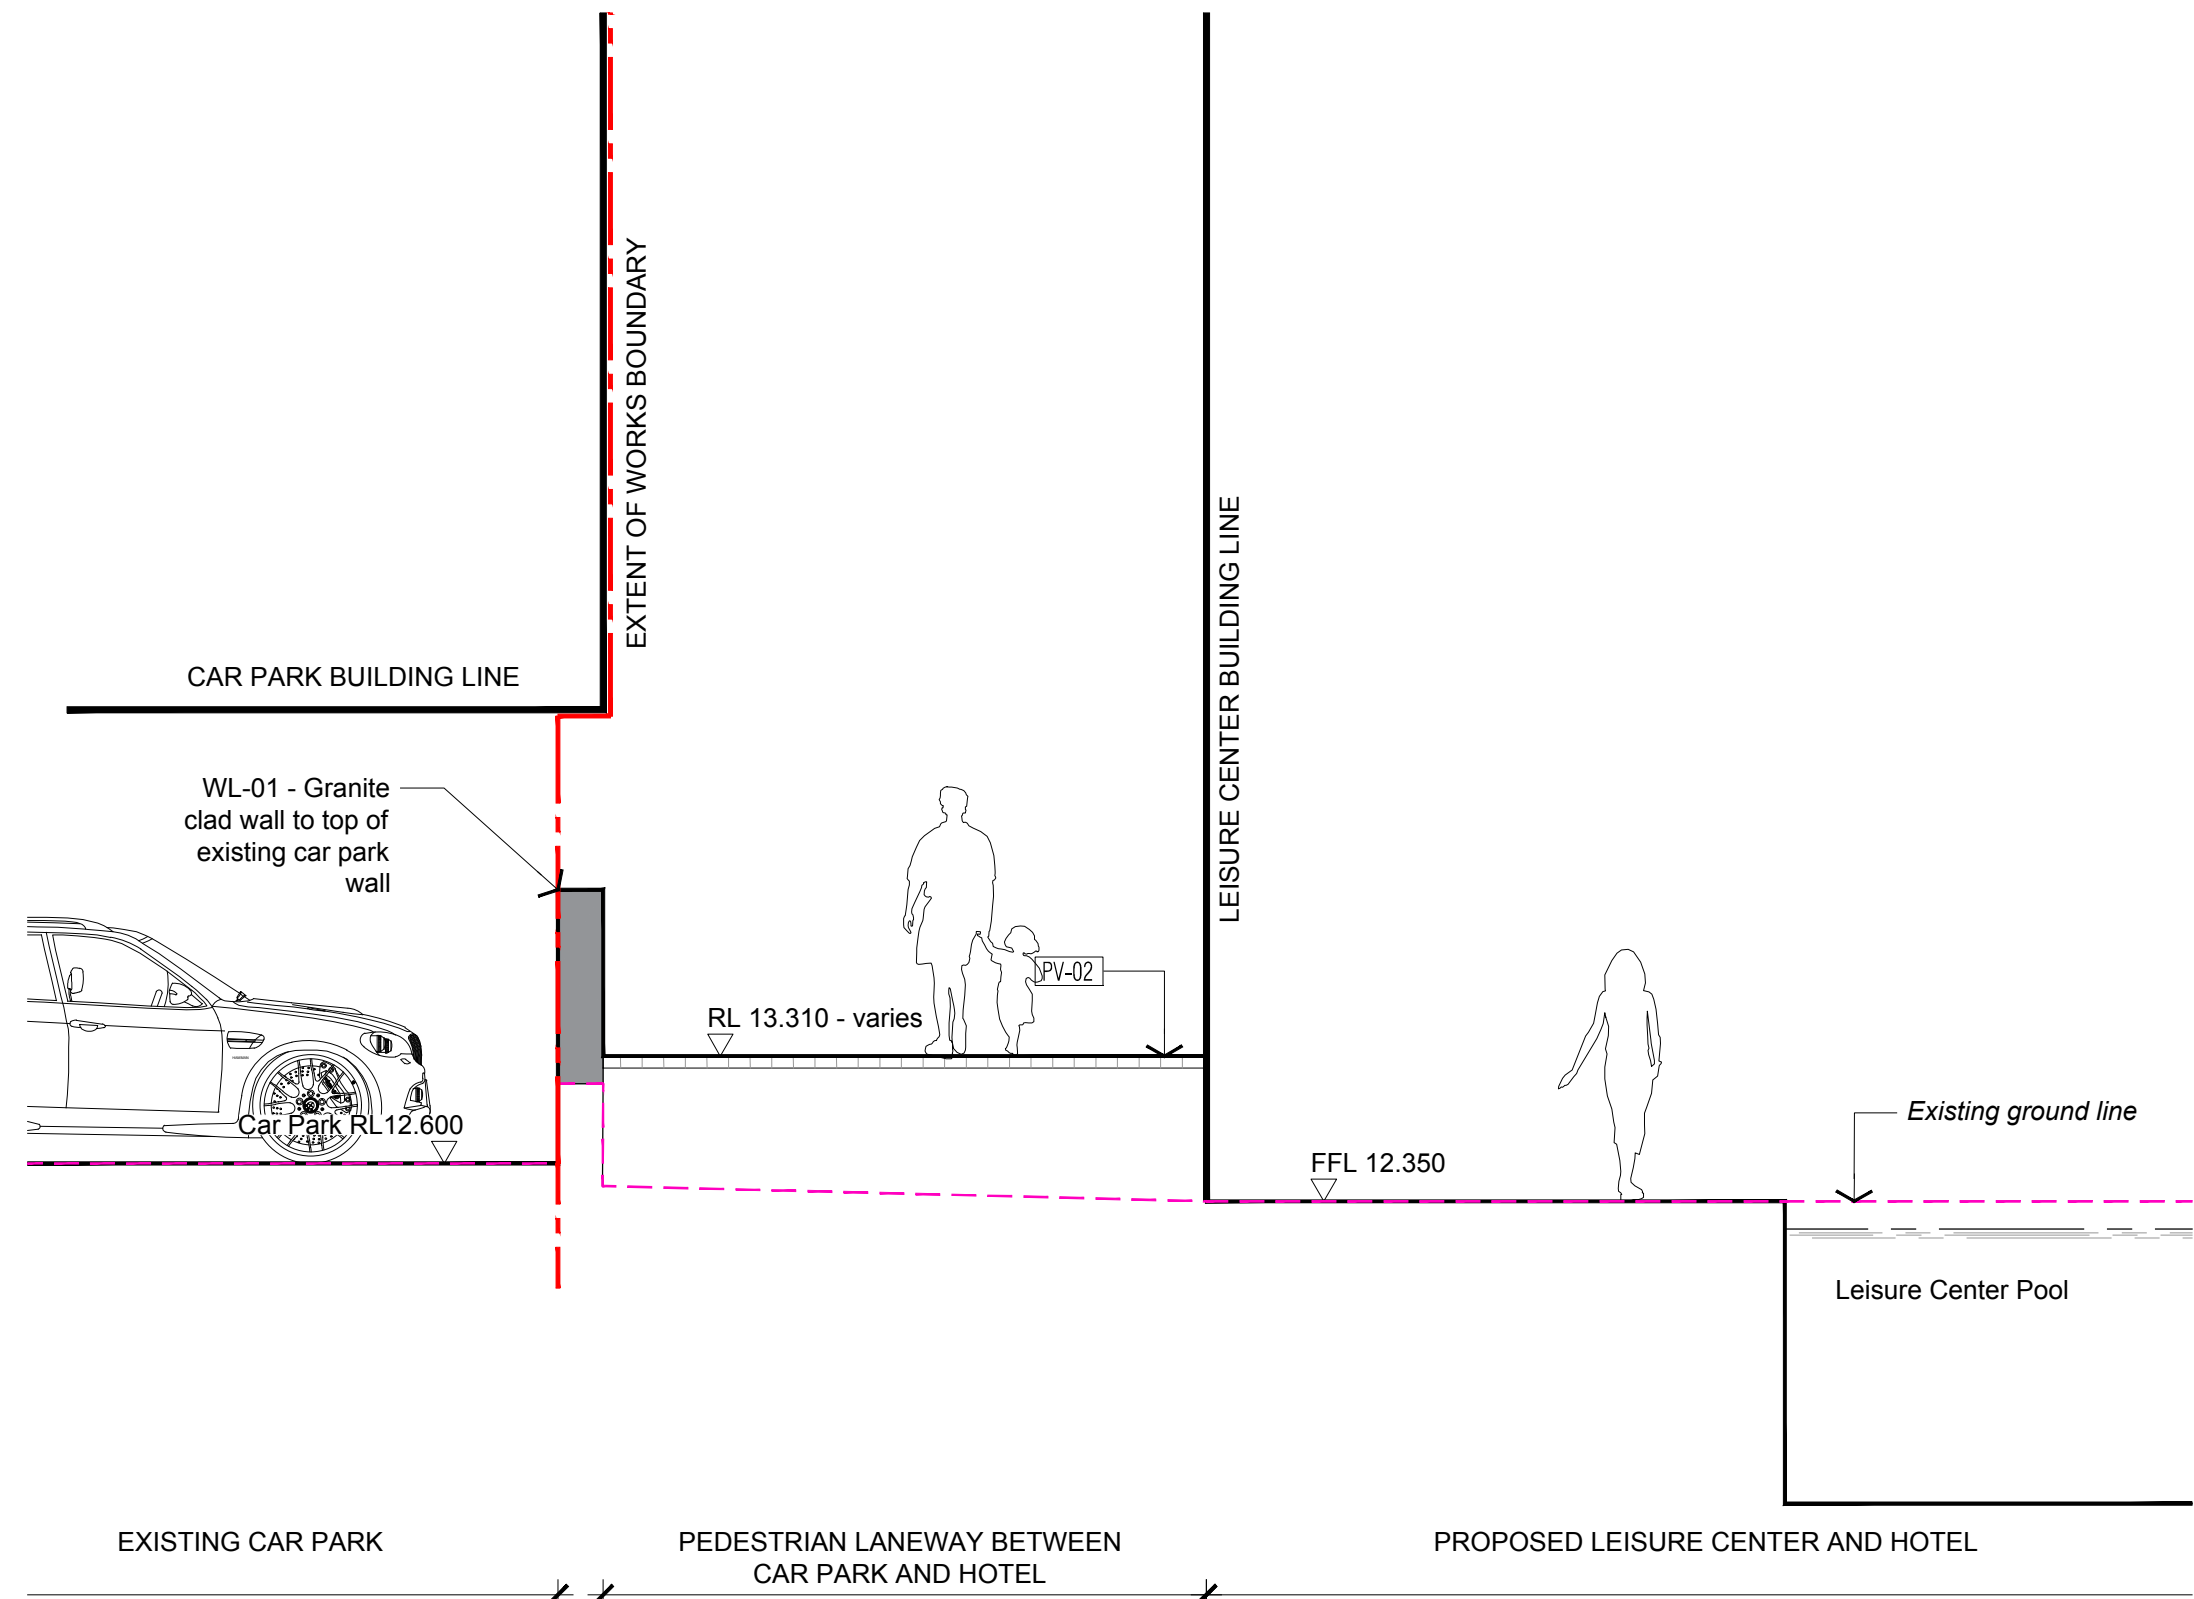 EXTENT OF WORKS BOUNDARY
CAR PARK BUILDING LINE
LEISURE CENTER BUILDING LINE
WL-01 - Granite
clad wall to top of
existing car park
wall
PV-02
RL 13.310 - varies
Car Park RL12.600
FFL 12.350
Existing ground line
Leisure Center Pool
EXISTING CAR PARK
PEDESTRIAN LANEWAY BETWEEN
CAR PARK AND HOTEL
PROPOSED LEISURE CENTER AND HOTEL